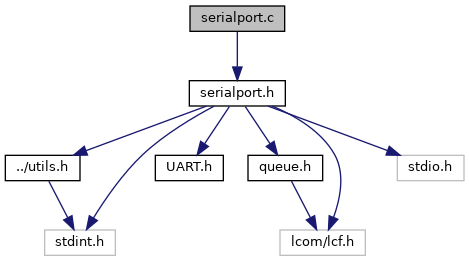 serialport.c
serialport.h
../utils.h
UART.h
queue.h
stdio.h
stdint.h
lcom/lcf.h